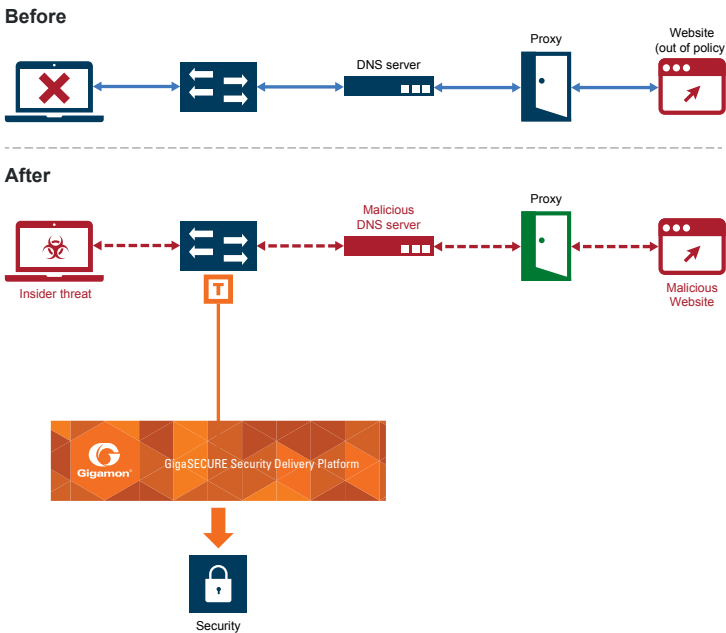 Before
Proxy
Website
(out of policy
DNS server
After
Proxy
Malicious
DNS server
T
Insider threat
Malicious
Website
Gigamon®
GigaSECURE Security Delivery Platform
Security